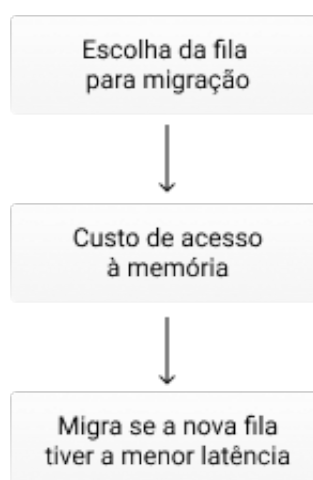 Escolha da fila
para migração
Custo de acesso
à memória
Migra se a nova fila
tiver a menor latência